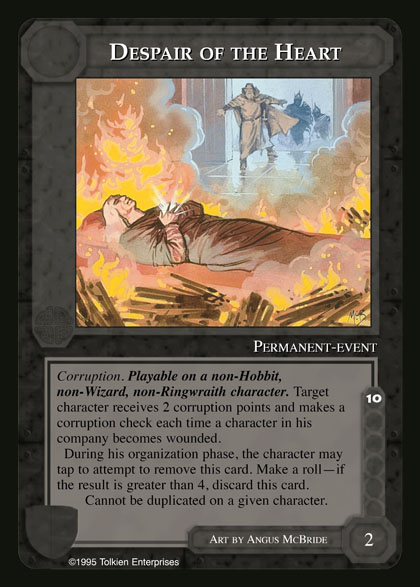 Despair of the Heart
Permanent-event
Corruption. Playable on a non-Hobbit,
non-Wizard, non-Ringwraith character. Target
character receives 2 corruption points and makes a
corruption check each time a character in his
company becomes wounded.
During his organization phase, the character may
tap to attempt to remove this card. Make a roll—if
the result is greater than 4, discard this card.
Cannot be duplicated on a given character.
10
Art by Angus McBride
2
©1995 Tolkien Enterprises